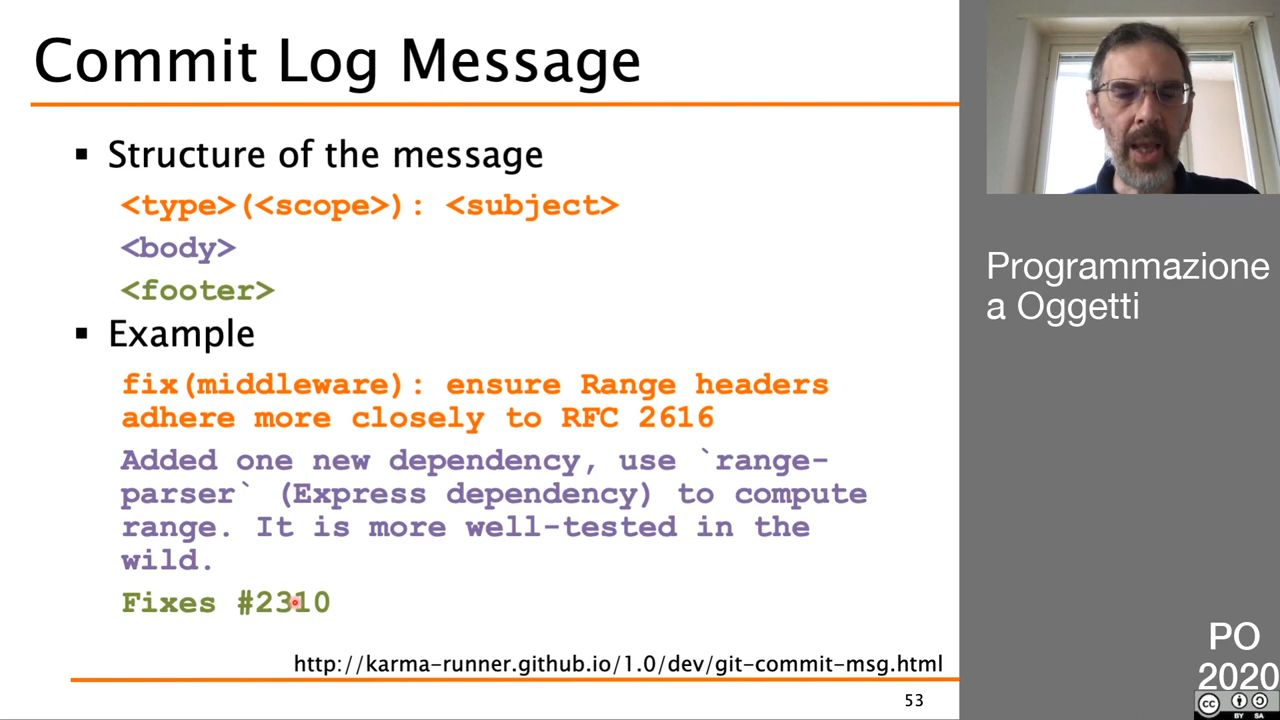 Commit Log Message
Structure of the message
<type>(<scope>): <subject>
<body>
<footer>
Example
fix(middleware): ensure Range headers
adhere more closely to RFC 2616
Added one new dependency, use `range-
parser` (Express dependency) to compute
range. It is more well-tested in the
wild.
Fixes #2310
http://karma-runner.github.io/1.0/dev/git-commit-msg.html
53
Programmazione
a Oggetti
PO
2020
CC
BY SA